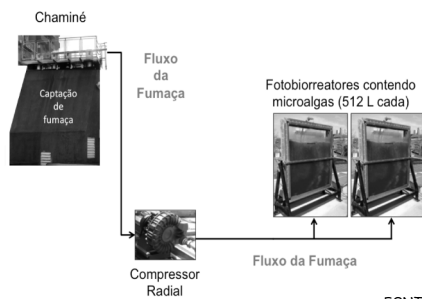 Chaminé
Captação
de
fumaça
Fluxo
da
Fumaça
Fotobiorreatores contendo
microalgas (512 L cada)
Compressor
Radial
Fluxo da Fumaça